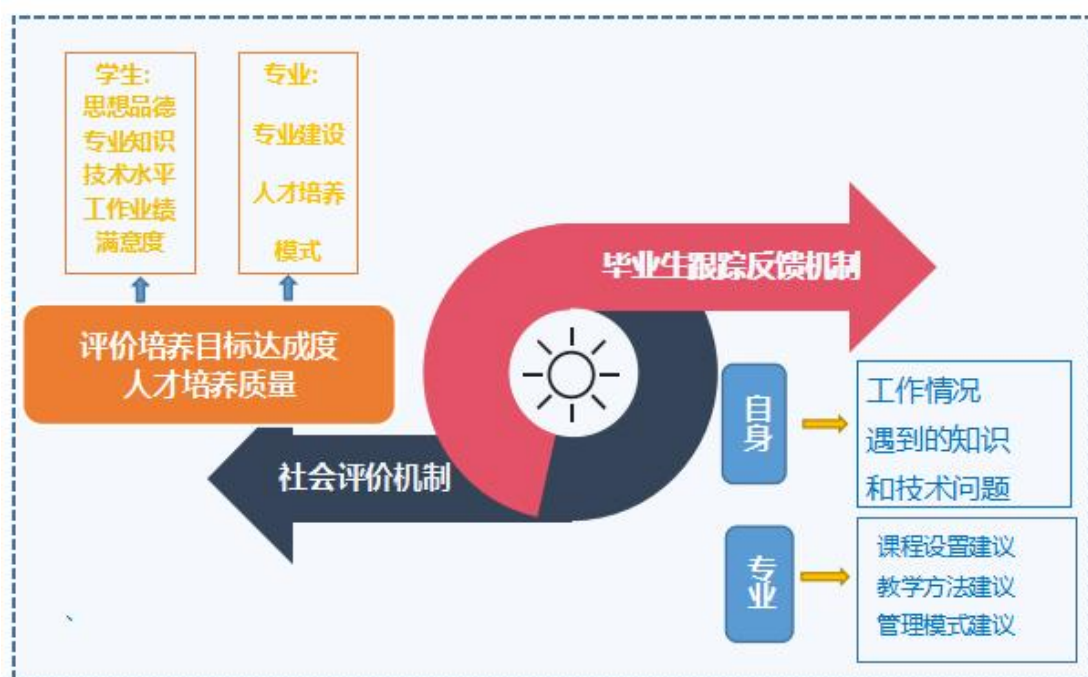 学生:
思想品德
专业知识
技术水平
工作业绩
满意度
专业:
专业建设
人才培养
模式
评价培养目标达成度
人才培养质量
毕业生跟踪反馈机制
社会评价机制
自身
工作情况
遇到的知识
和技术问题
专业
课程设置建议
教学方法建议
管理模式建议
、